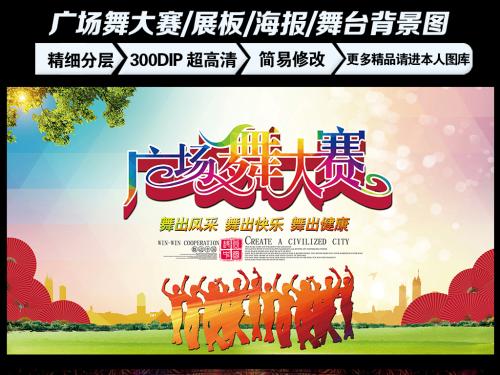 广场舞大赛/展板/海报/舞台背景图
精细分层 300DIP 超高清 简易修改 更多精品请进本人图库
广场舞大赛
舞出风采 舞出快乐 舞出健康
WIN-WIN COOPERATION CREATE A CIVILIZED CITY